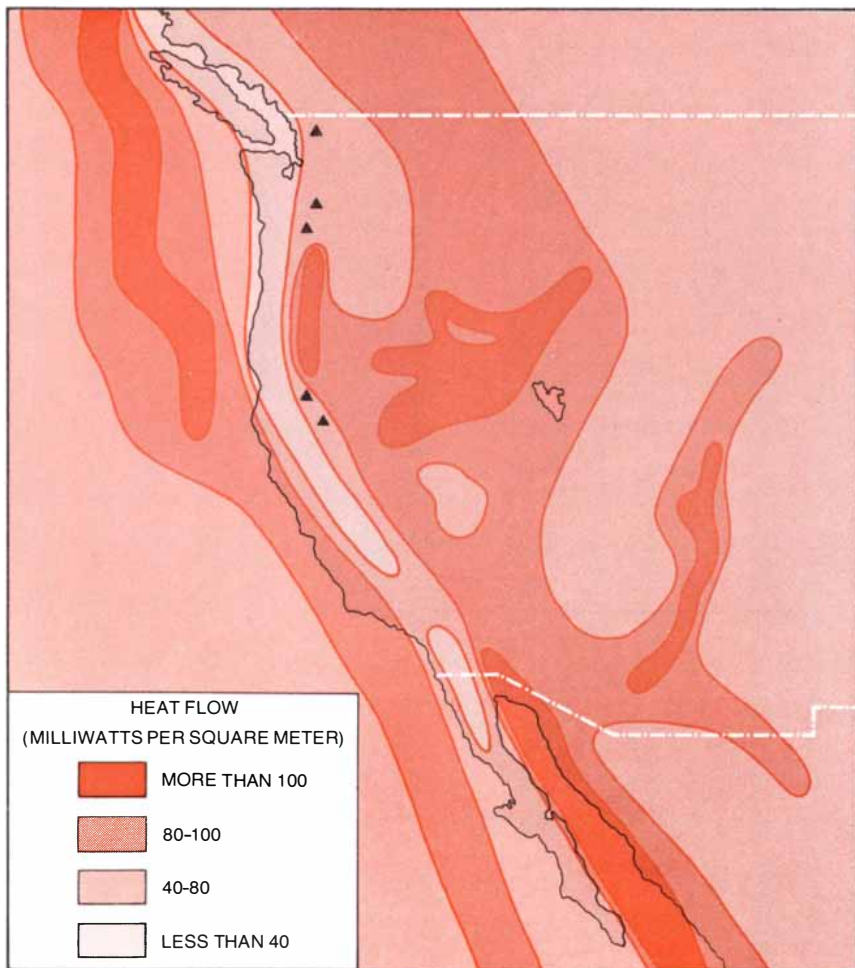 HEAT FLOW
(MILLIWATTS PER SQUARE METER)
MORE THAN 100
80-100
40-80
LESS THAN 40